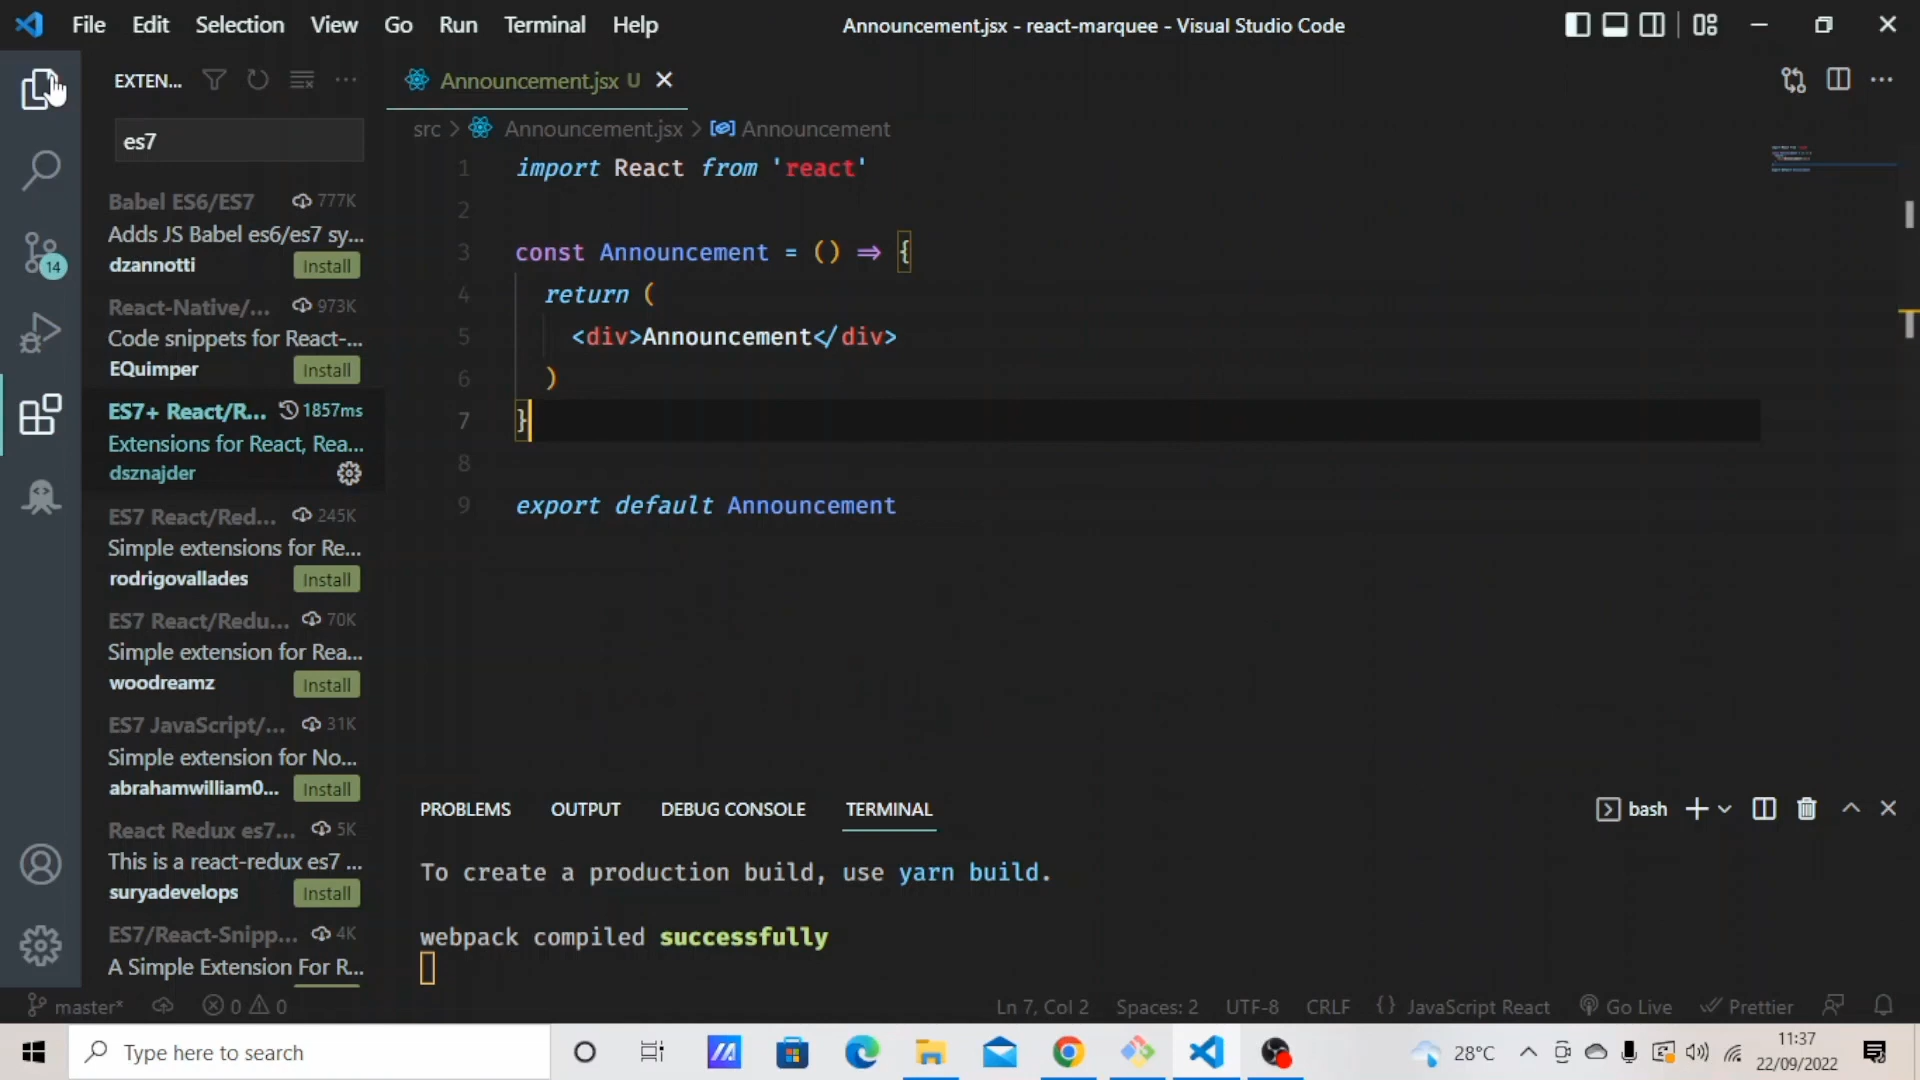 File Edit Selection View Go Run Terminal Help
Announcement.jsx - react-marquee - Visual Studio Code
EXTEN...
Announcement.jsx U
es7
src > Announcement.jsx > Announcement
14
Babel ES6/ES7 777K
Adds JS Babel es6/es7 sy...
dzannotti Install
React-Native/... 973K
Code snippets for React-...
EQuimper Install
ES7+ React/R... 1857ms
Extensions for React, Rea...
dsznajder
ES7 React/Red... 245K
Simple extensions for Re...
rodrigovallades Install
ES7 React/Redu... 70K
Simple extension for Rea...
woodreamz Install
ES7 JavaScript/... 31K
Simple extension for No...
abrahamwilliam0... Install
React Redux es7... 5K
This is a react-redux es7 ...
suryadevelops Install
ES7/React-Snipp... 4K
A Simple Extension For R...
1 import React from 'react'
2
3 const Announcement = () => {
4 return (
5 <div>Announcement</div>
6 )
7 }
8
9 export default Announcement
PROBLEMS OUTPUT DEBUG CONSOLE TERMINAL
bash
To create a production build, use yarn build.
webpack compiled successfully
master* 0 0
Ln 7, Col 2 Spaces: 2 UTF-8 CRLF {} JavaScript React Go Live Prettier
Type here to search
28°C
11:37
22/09/2022